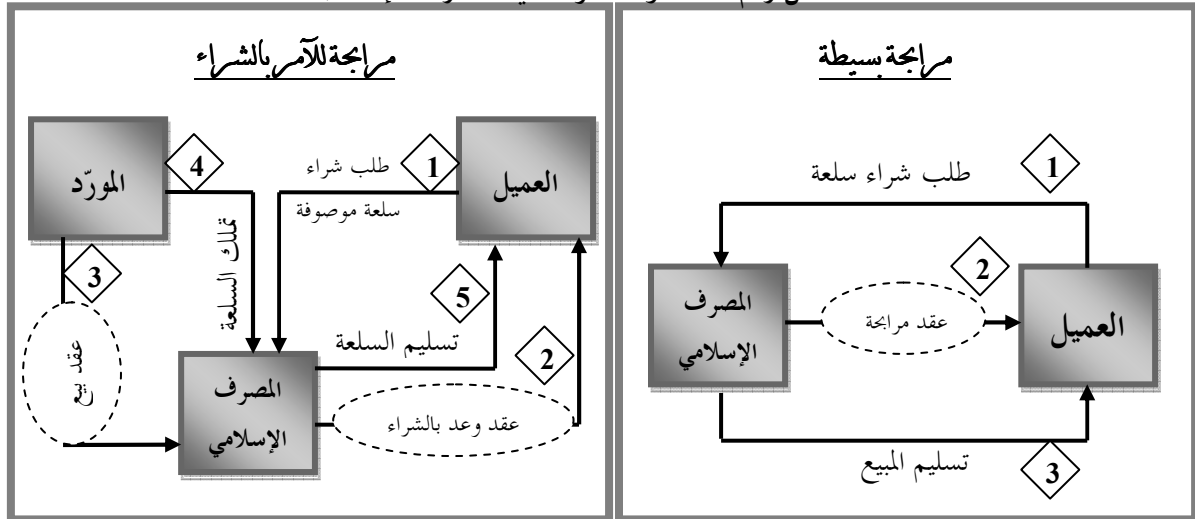 مرابحة بسيطة
1
طلب شراء سلعة
2
المصرف
الإسلامي
عقد مرابحة
العميل
تسليم المبيع
3
مرابحة للآمر بالشراء
المورّد
4
طلب شراء
1
العميل
سلعة موصوفة
تملك السلعة
3
5
عقد بيع
تسليم السلعة
2
المصرف
الإسلامي
عقد وعد بالشراء